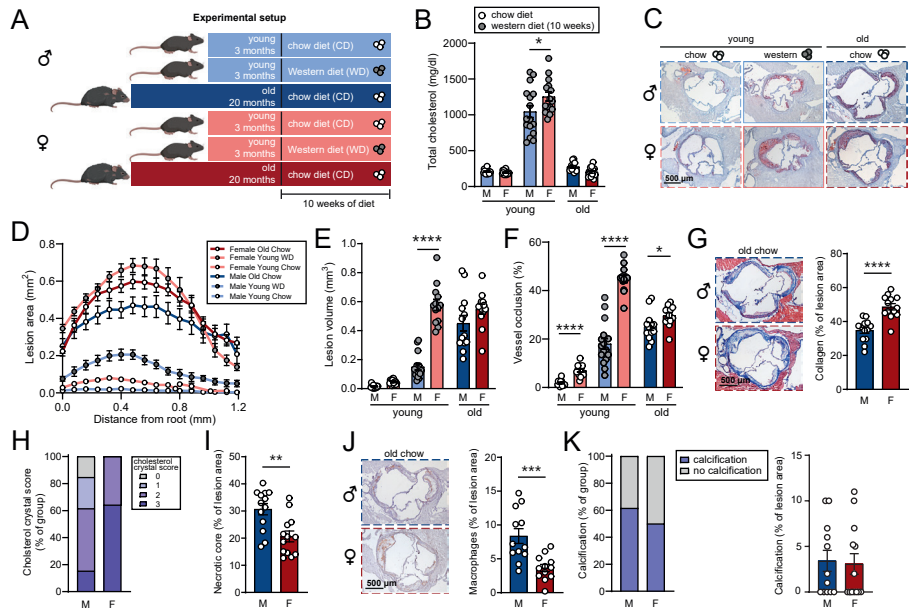 A
Experimental setup
♂
young
3 months
chow diet (CD)
young
3 months
Western diet (WD)
old
20 months
chow diet (CD)
♀
young
3 months
chow diet (CD)
young
3 months
Western diet (WD)
old
20 months
chow diet (CD)
10 weeks of diet
B
chow diet
western diet (10 weeks)
Total cholesterol (mg/dl)
2000
1500
1000
500
0
*
M F M F M F
young old
C
young old
chow western chow
♂
♀
500 µm
D
Lesion area (mm²)
0.8
0.6
0.4
0.2
0.0
0.0 0.4 0.8 1.2
Distance from root (mm)
Female Old Chow
Female Young WD
Female Young Chow
Male Old Chow
Male Young WD
Male Young Chow
E
Lesion volume (mm³)
1.0
0.8
0.6
0.4
0.2
0.0
****
M F M F M F
young old
F
Vessel occlusion (%)
60
40
20
0
****
****
*
M F M F M F
young old
G
old chow
♂
♀
500 µm
Collagen (% of lesion area)
80
60
40
20
0
****
M F
H
Cholsterol crystal score
(% of group)
100
80
60
40
20
0
M F
cholesterol
crystal score
0
1
2
3
I
Necrotic core (% of lesion area)
50
40
30
20
10
0
**
M F
J
old chow
♂
♀
500 µm
Macrophages (% of lesion area)
20
15
10
5
0
***
M F
K
calcification
no calcification
Calcification (% of group)
100
80
60
40
20
0
M F
Calcification (% of lesion area)
15
10
5
0
M F